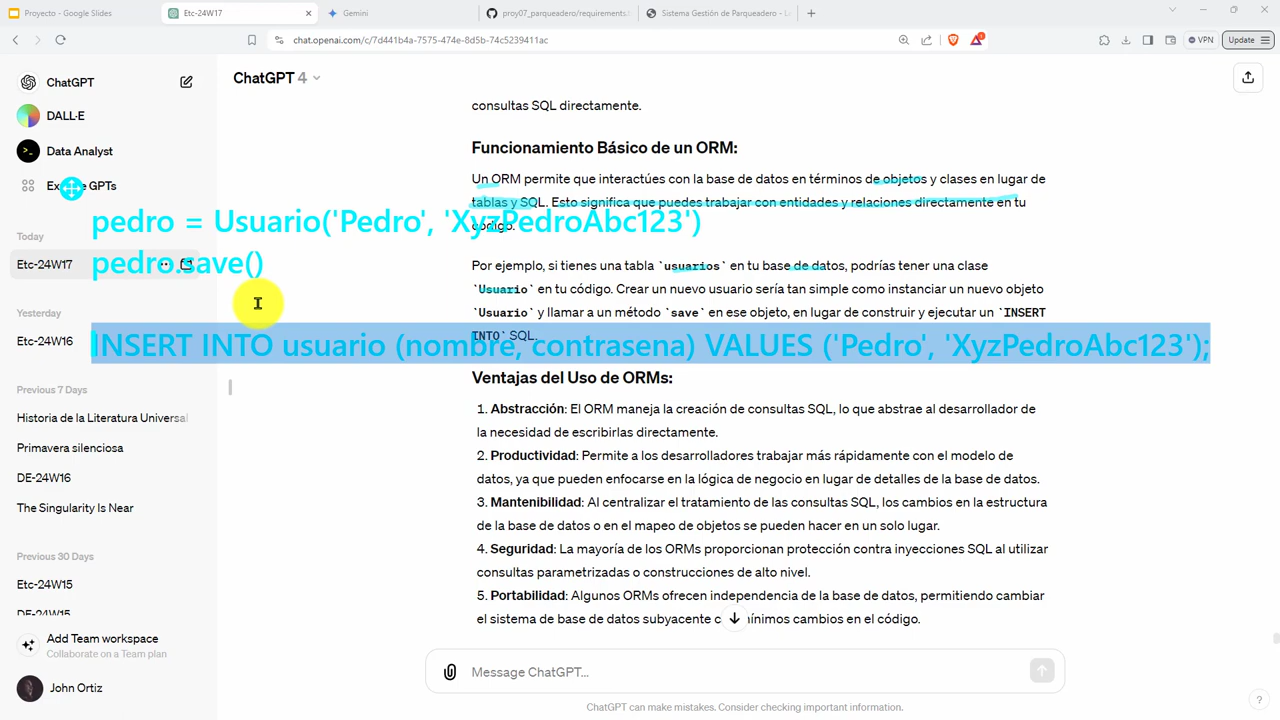 Proyecto - Google Slides
Etc-24W17
Gemini
proy07_parqueadero/requirements
Sistema Gestión de Parqueadero - L
chat.openai.com/c/7d441b4a-7575-474e-8d5b-74c5239411ac
VPN
Update
ChatGPT
DALL·E
Data Analyst
GPTs
Today
Etc-24W17
Yesterday
Etc-24W16
Previous 7 Days
Historia de la Literatura Universal
Primavera silenciosa
DE-24W16
The Singularity Is Near
Previous 30 Days
Etc-24W15
DE-24W15
Add Team workspace
Collaborate on a Team plan
John Ortiz
ChatGPT 4
consultas SQL directamente.
Funcionamiento Básico de un ORM:
Un ORM permite que interactúes con la base de datos en términos de objetos y clases en lugar de
tablas y SQL. Esto significa que puedes trabajar con entidades y relaciones directamente en tu
código.
Por ejemplo, si tienes una tabla `usuarios` en tu base de datos, podrías tener una clase
`Usuario` en tu código. Crear un nuevo usuario sería tan simple como instanciar un nuevo objeto
`Usuario` y llamar a un método `save` en ese objeto, en lugar de construir y ejecutar un `INSERT
INTO` SQL.
pedro = Usuario('Pedro', 'XyzPedroAbc123')
pedro.save()
INSERT INTO usuario (nombre, contrasena) VALUES ('Pedro', 'XyzPedroAbc123');
Ventajas del Uso de ORMs:
1. Abstracción: El ORM maneja la creación de consultas SQL, lo que abstrae al desarrollador de
la necesidad de escribirlas directamente.
2. Productividad: Permite a los desarrolladores trabajar más rápidamente con el modelo de
datos, ya que pueden enfocarse en la lógica de negocio en lugar de detalles de la base de datos.
3. Mantenibilidad: Al centralizar el tratamiento de las consultas SQL, los cambios en la estructura
de la base de datos o en el mapeo de objetos se pueden hacer en un solo lugar.
4. Seguridad: La mayoría de los ORMs proporcionan protección contra inyecciones SQL al utilizar
consultas parametrizadas o construcciones de alto nivel.
5. Portabilidad: Algunos ORMs ofrecen independencia de la base de datos, permitiendo cambiar
el sistema de base de datos subyacente mínimos cambios en el código.
Message ChatGPT...
ChatGPT can make mistakes. Consider checking important information.
?